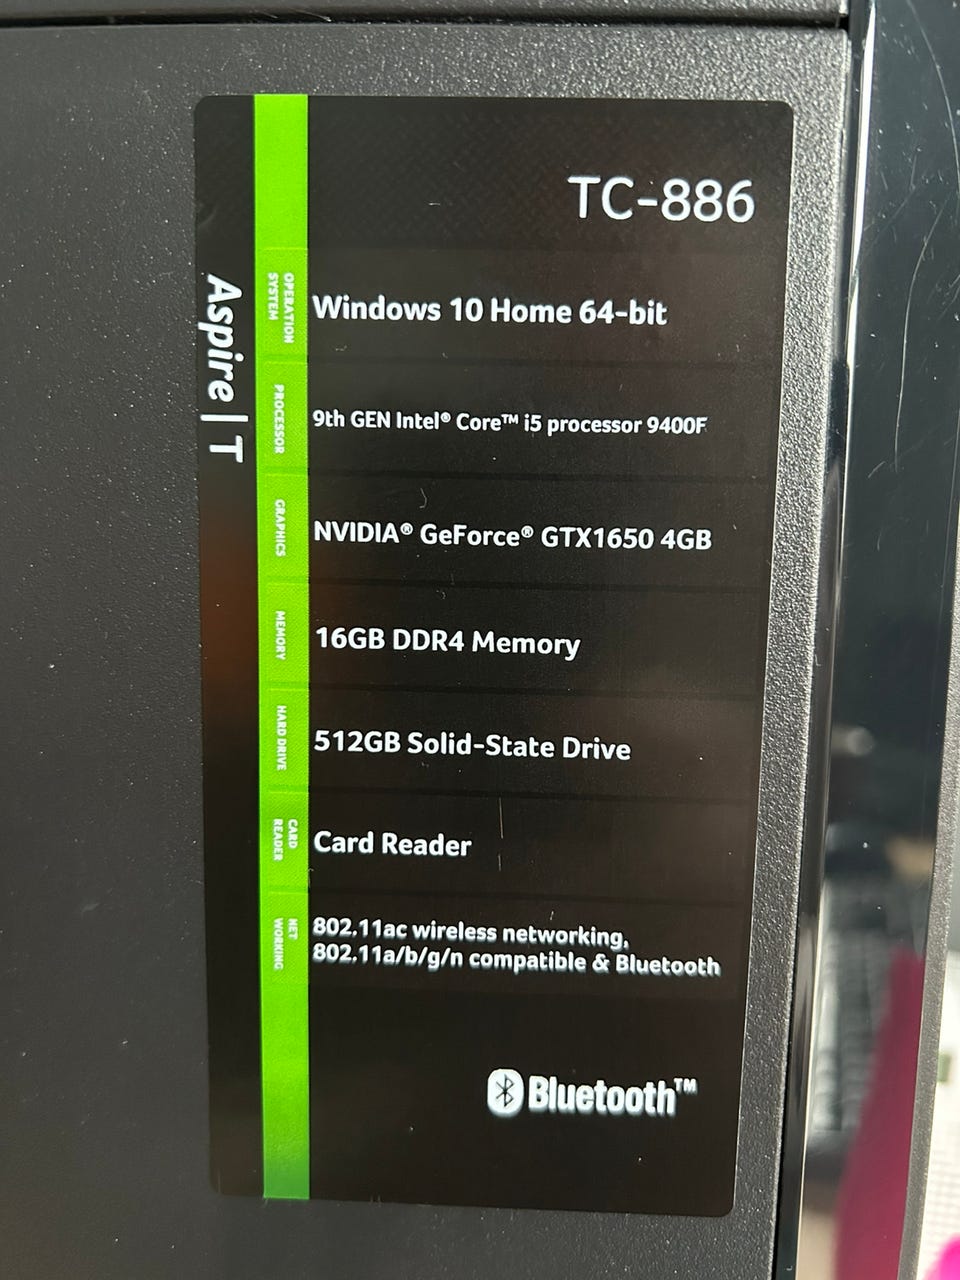 TC-886
Aspire | T
OPERATION
SYSTEM
Windows 10 Home 64-bit
PROCESSOR
9th GEN Intel® Core™ i5 processor 9400F
GRAPHICS
NVIDIA® GeForce® GTX1650 4GB
MEMORY
16GB DDR4 Memory
HARD DRIVE
512GB Solid-State Drive
CARD
READER
Card Reader
NET
WORKING
802.11ac wireless networking,
802.11a/b/g/n compatible & Bluetooth
Bluetooth™